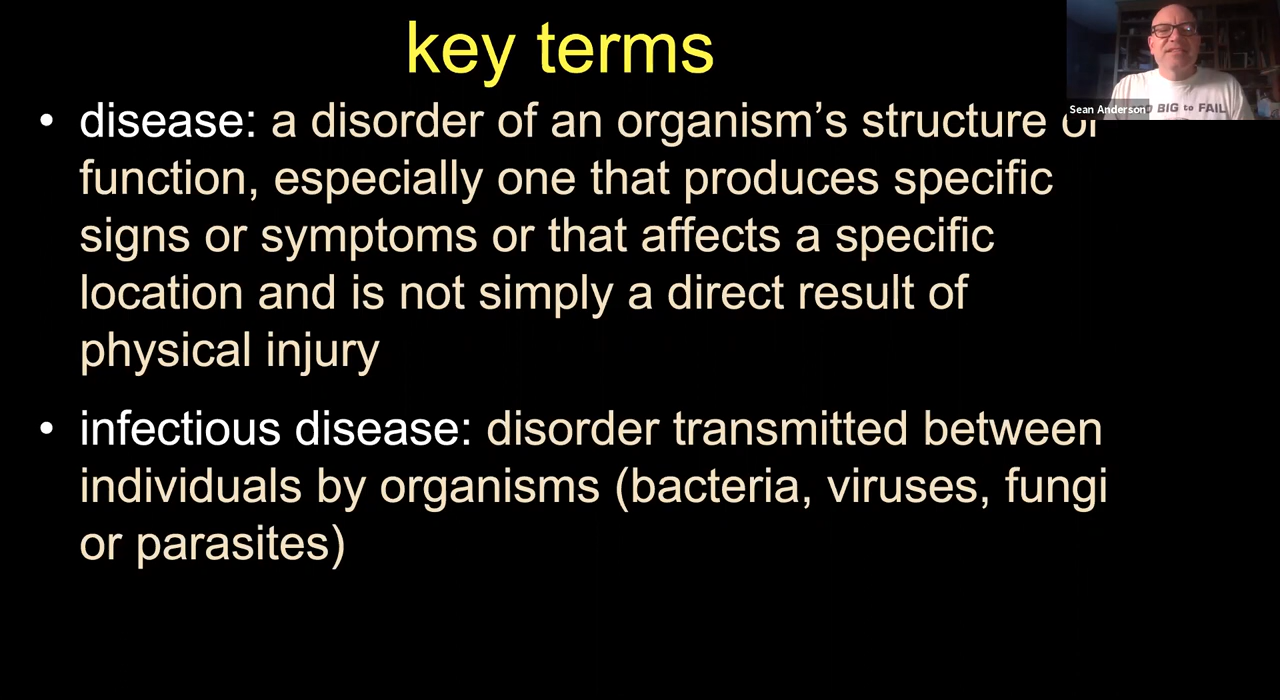 key terms
• disease: a disorder of an organism’s structure or
function, especially one that produces specific
signs or symptoms or that affects a specific
location and is not simply a direct result of
physical injury
• infectious disease: disorder transmitted between
individuals by organisms (bacteria, viruses, fungi
or parasites)
BIG to FAIL
Sean Anderson